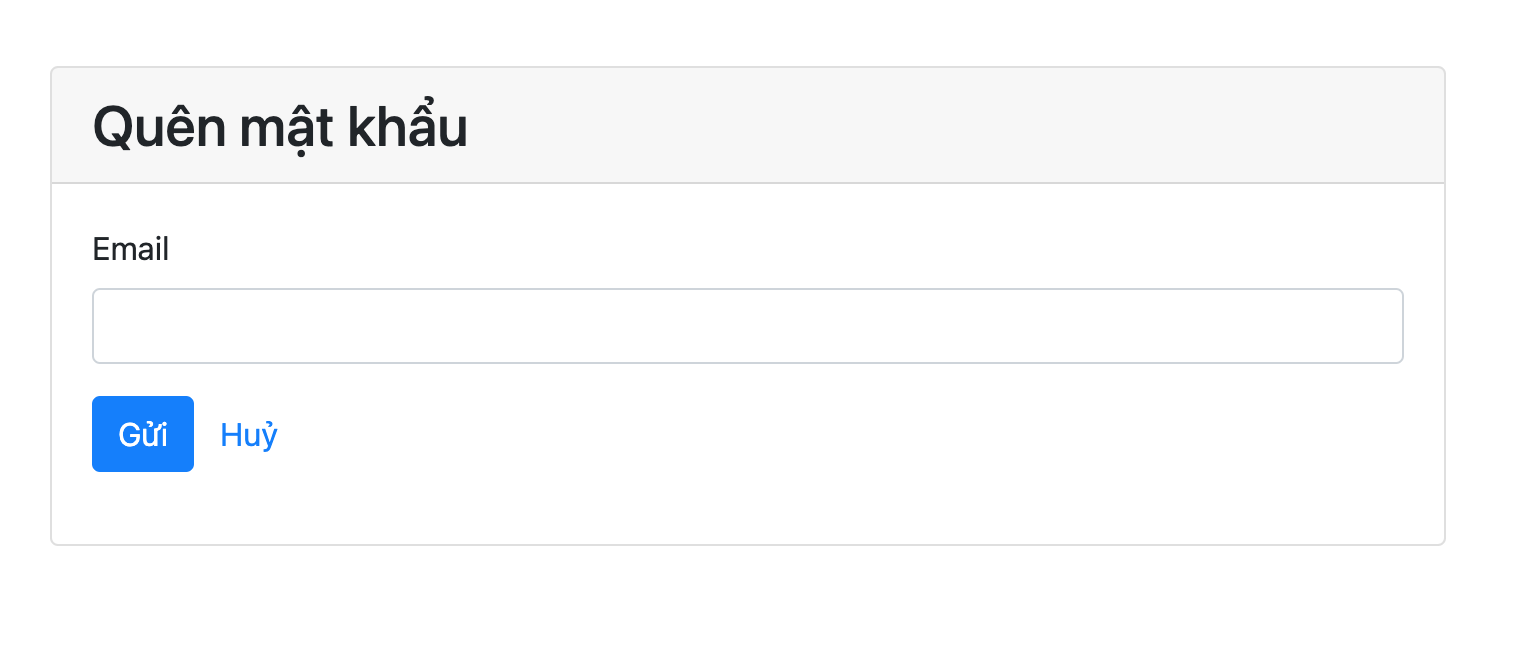 Quên mật khẩu
Email
Gửi Huỷ